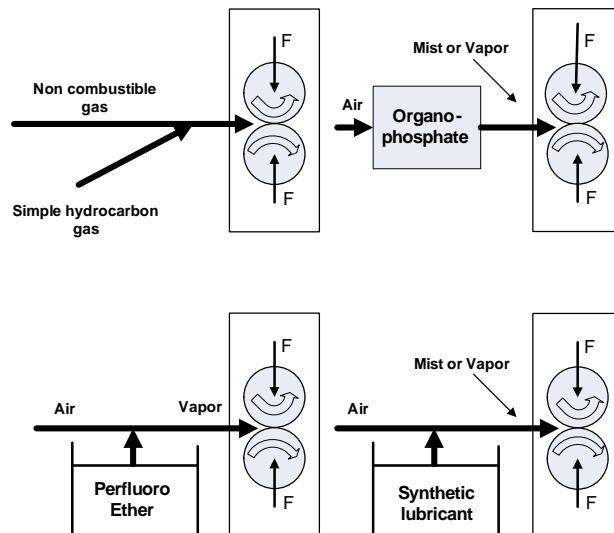 F
Non combustible
gas
Simple hydrocarbon
gas
F
F
Mist or Vapor
Air
Organo-
phosphate
F
F
Air
Vapor
Perfluoro
Ether
F
F
Mist or Vapor
Air
Synthetic
lubricant
F